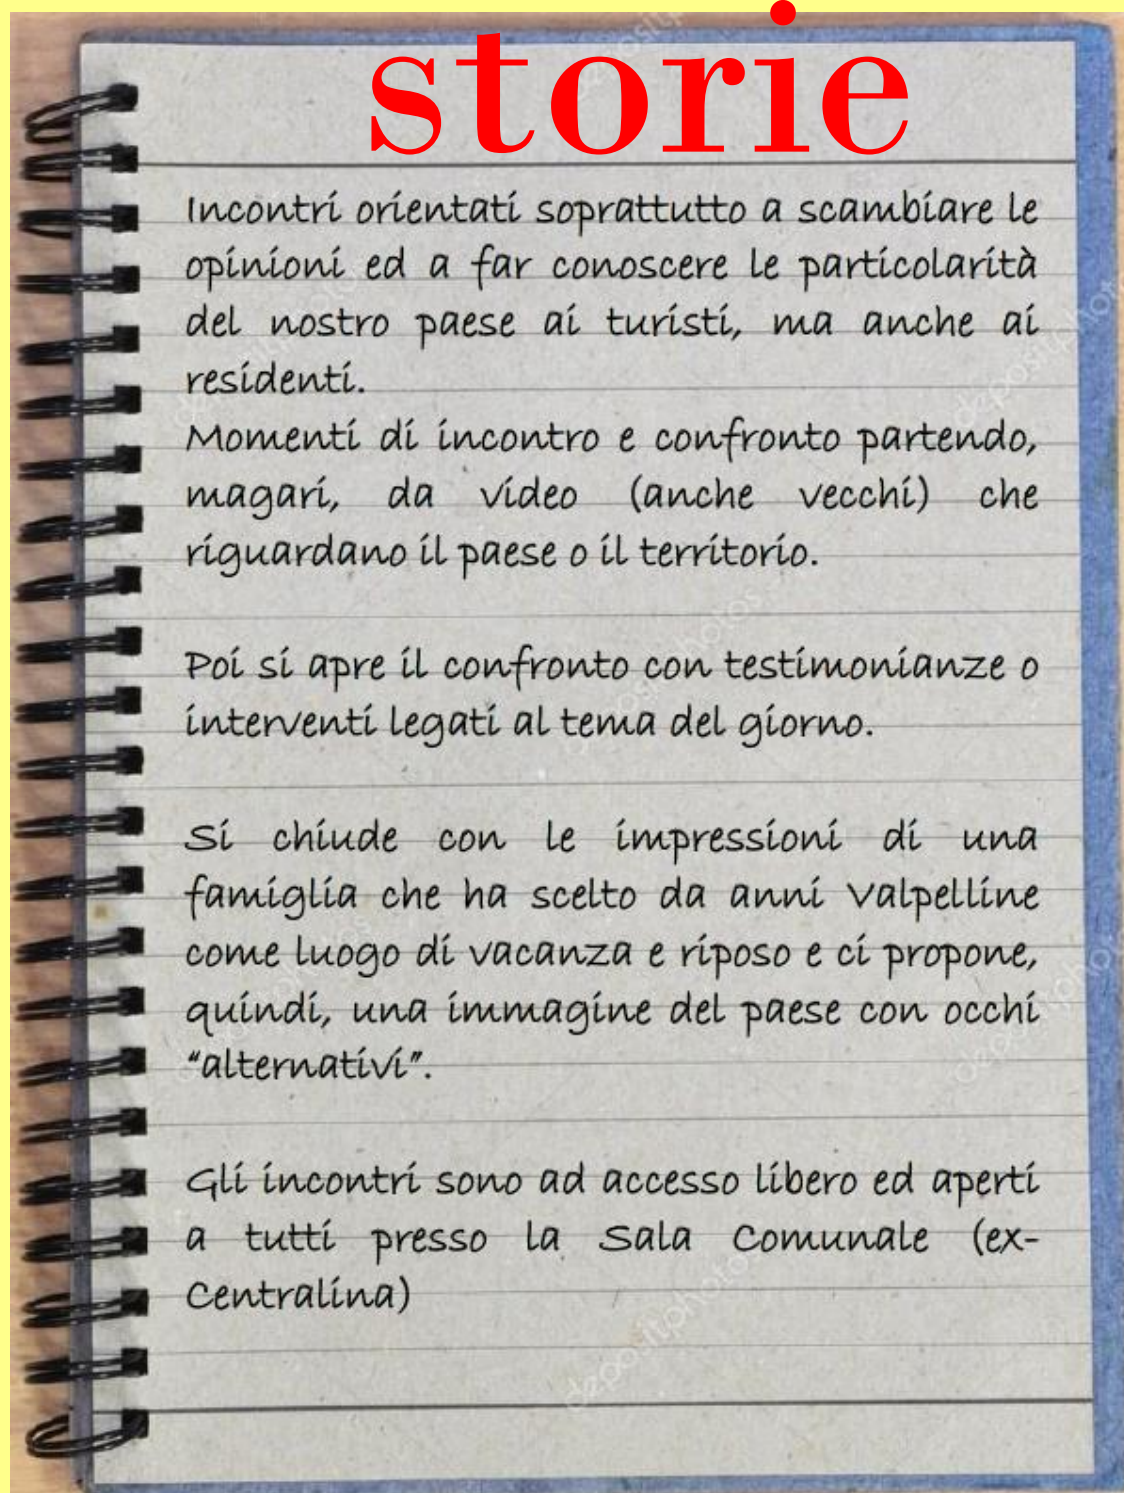 storie
Incontri orientati soprattutto a scambiare le
opinioni ed a far conoscere le particolarità
del nostro paese ai turisti, ma anche ai
residenti.
Momenti di incontro e confronto partendo,
magari, da video (anche vecchi) che
riguardano il paese o il territorio.
Poi si apre il confronto con testimonianze o
interventi legati al tema del giorno.
Si chiude con le impressioni di una
famiglia che ha scelto da anni Valpelline
come luogo di vacanza e riposo e ci propone,
quindi, una immagine del paese con occhi
“alternativi”.
Gli incontri sono ad accesso libero ed aperti
a tutti presso la Sala Comunale (ex-
Centralina)